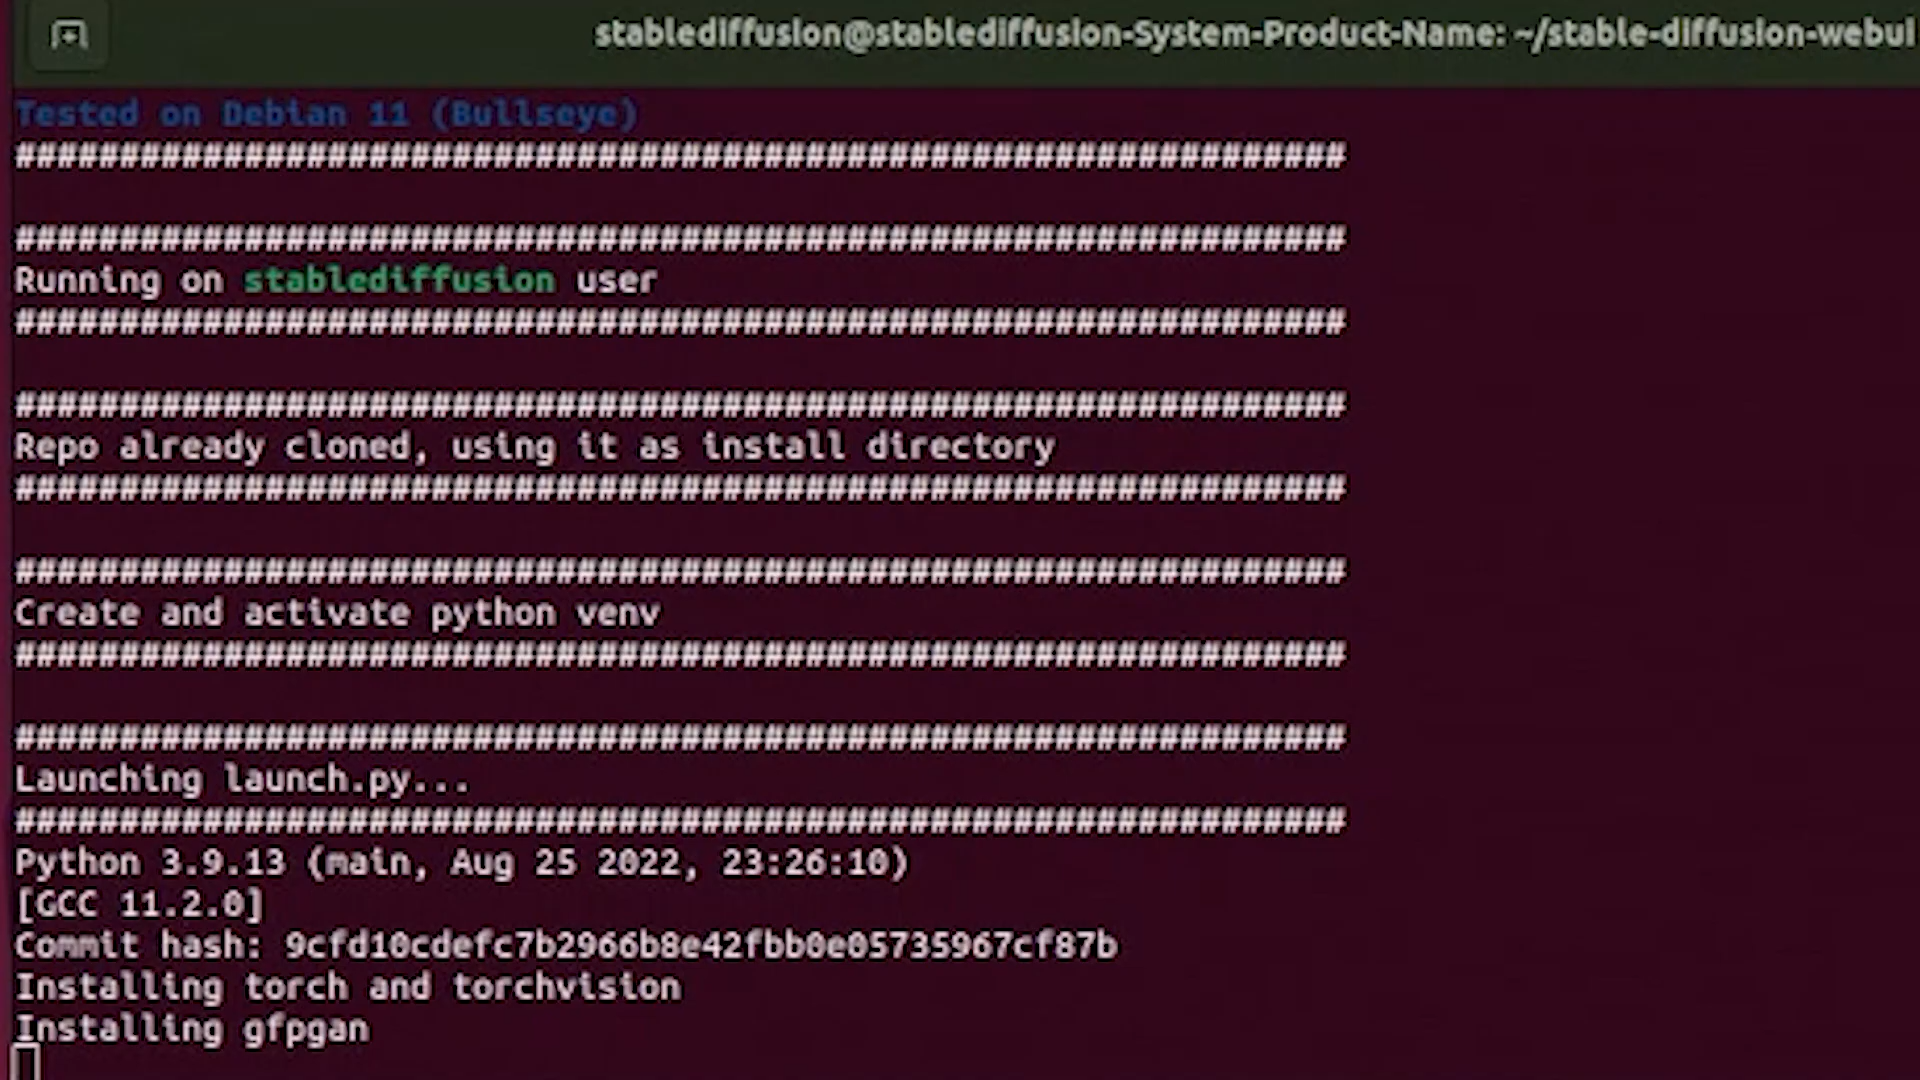 stablediffusion@stablediffusion-System-Product-Name: ~/stable-diffusion-webui
Tested on Debian 11 (Bullseye)
################################################################
################################################################
Running on stablediffusion user
################################################################
################################################################
Repo already cloned, using it as install directory
################################################################
################################################################
Create and activate python venv
################################################################
################################################################
Launching launch.py...
################################################################
Python 3.9.13 (main, Aug 25 2022, 23:26:10)
[GCC 11.2.0]
Commit hash: 9cfd10cdefc7b2966b8e42fbb0e05735967cf87b
Installing torch and torchvision
Installing gfpgan